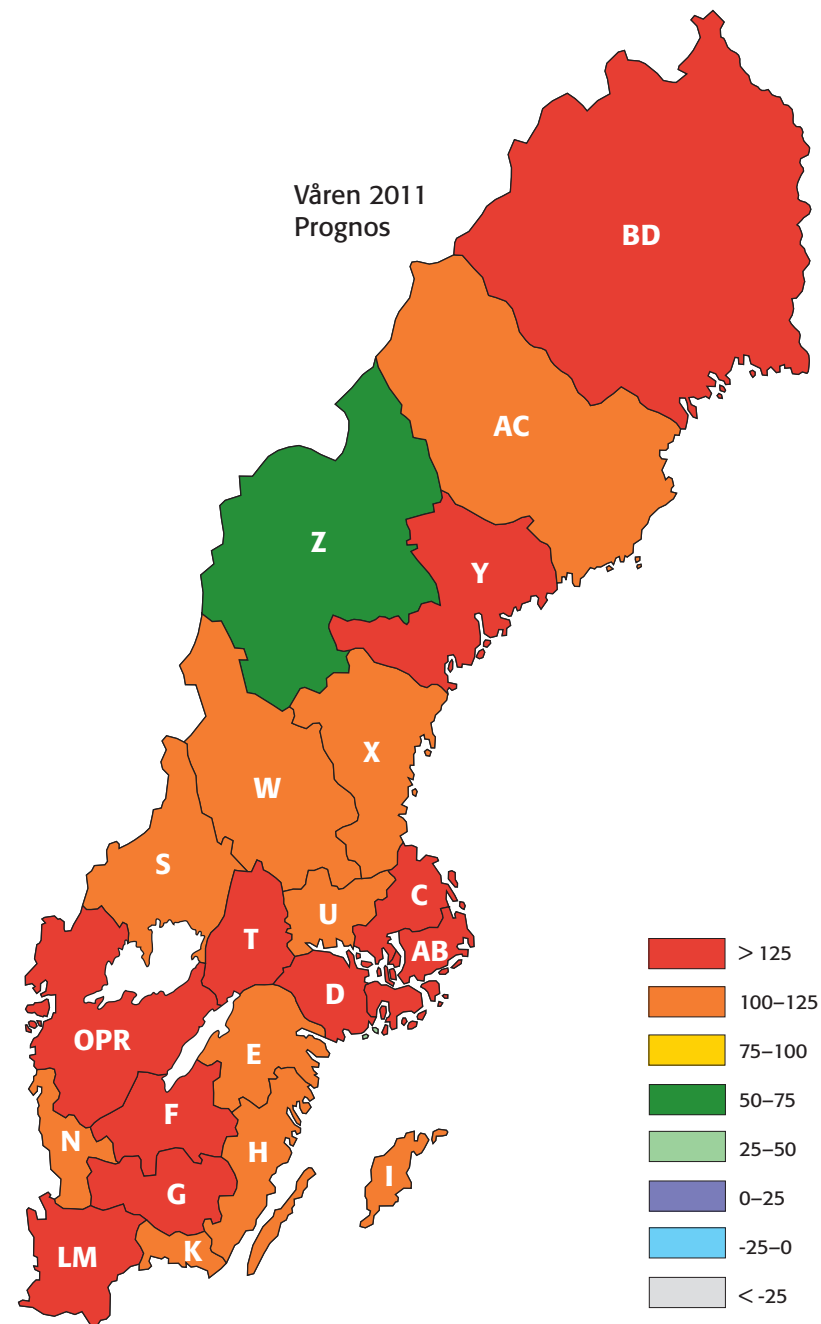 Våren 2011
Prognos
BD
AC
Z
Y
X
W
S
C
U
T
AB
D
OPR
E
F
N
H
I
G
K
LM
> 125
100–125
75–100
50–75
25–50
0–25
-25–0
< -25